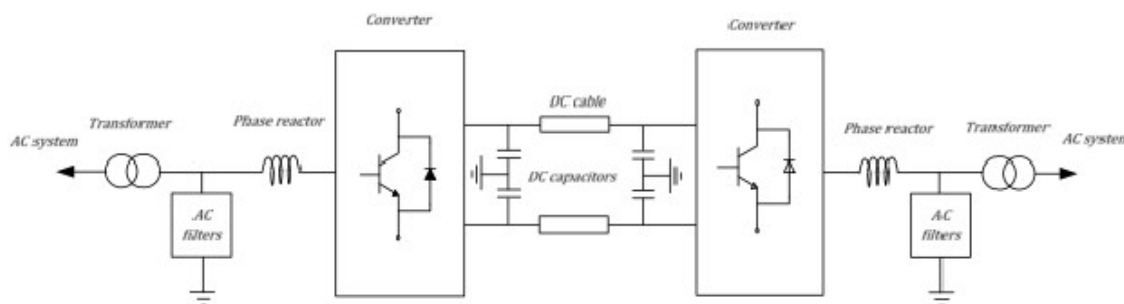 Converter
Converter
DC cable
Transformer
Phase reactor
Phase reactor
Transformer
AC system
AC system
DC capacitors
AC
filters
AC
filters